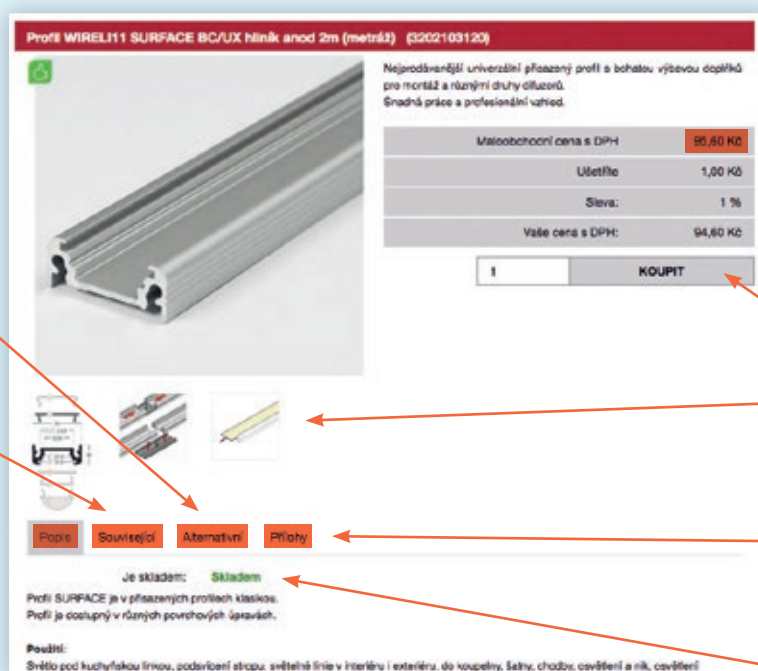 Profil WIRELI11 SURFACE BC/UX hliník anod 2m (metráž) (3202103120)
Nejprodávanější univerzální přisazený profil s bohatou výbavou doplňků
pro montáž a různými druhy difuzorů.
Snadná práce a profesionální vzhled.
Maloobchodní cena s DPH 95,60 Kč
Ušetříte 1,00 Kč
Sleva: 1 %
Vaše cena s DPH: 94,60 Kč
1 KOUPIT
Popis Související Alternativní Přílohy
Je skladem: Skladem
Profil SURFACE je v přisazených profilech klasikou.
Profil je dostupný v různých povrchových úpravách.
Použití:
Světlo pod kuchyňskou linkou, podsvícení stropu, světelné linie v interiéru i exteriéru, do koupelny, šatny, chodby, osvětlení a nik, osvětlení